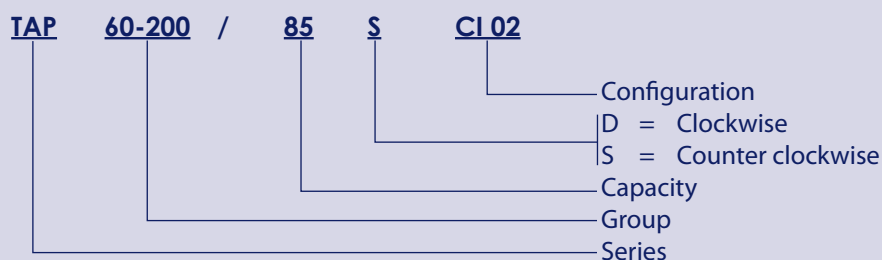 TAP 60-200 / 85 S CI 02
Configuration
D = Clockwise
S = Counter clockwise
Capacity
Group
Series